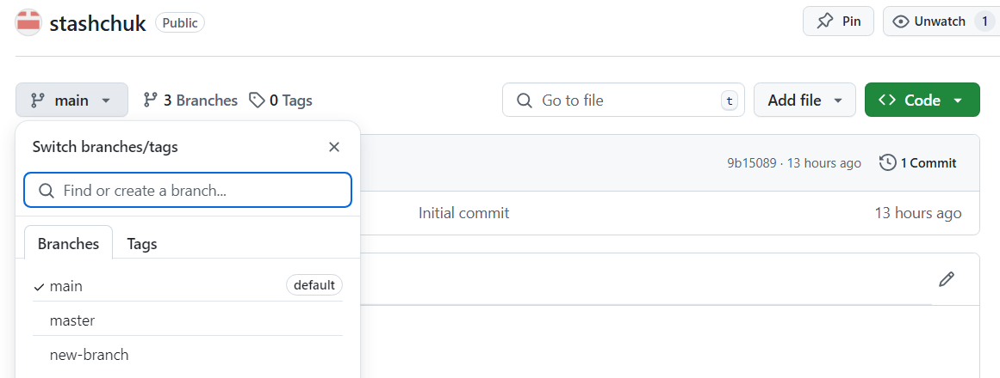 stashchuk Public Pin Unwatch 1
main 3 Branches 0 Tags Go to file t Add file Code
Switch branches/tags
9b15089 · 13 hours ago 1 Commit
Find or create a branch...
Initial commit 13 hours ago
Branches Tags
main default
master
new-branch